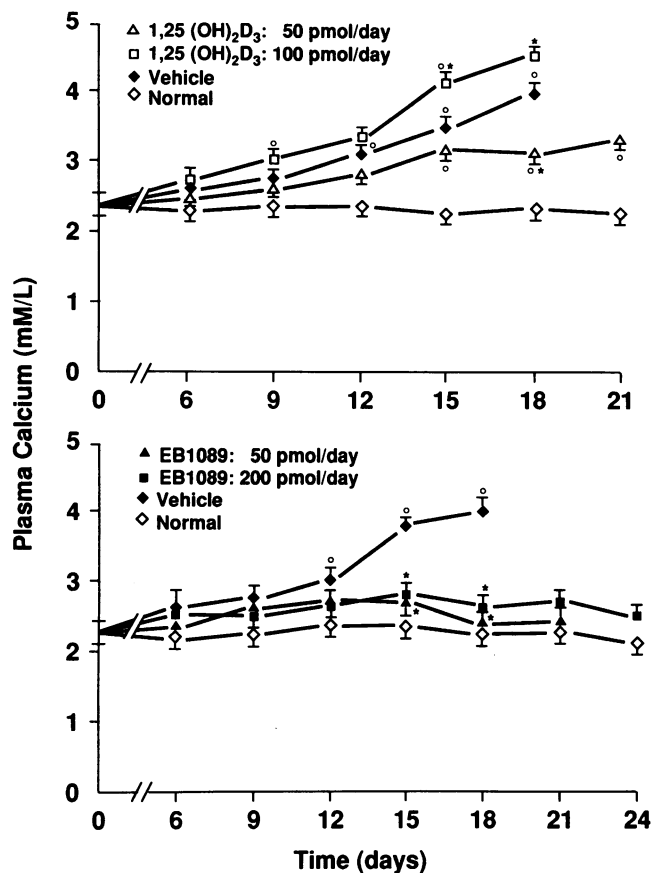 Plasma Calcium (mM/L)
5
4
3
2
1
0
△ 1,25 (OH)₂D₃: 50 pmol/day
□ 1,25 (OH)₂D₃: 100 pmol/day
◆ Vehicle
◇ Normal
0 6 9 12 15 18 21
5
4
3
2
1
0
▲ EB1089: 50 pmol/day
■ EB1089: 200 pmol/day
◆ Vehicle
◇ Normal
0 6 9 12 15 18 21 24
Time (days)